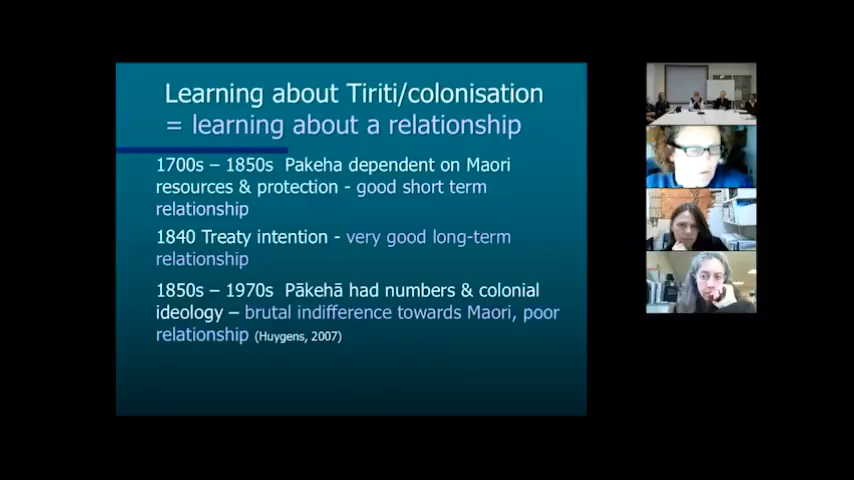 Learning about Tiriti/colonisation
= learning about a relationship
1700s – 1850s  Pakeha dependent on Maori
resources & protection - good short term
relationship
1840 Treaty intention - very good long-term
relationship
1850s – 1970s  Pākehā had numbers & colonial
ideology – brutal indifference towards Maori, poor
relationship (Huygens, 2007)